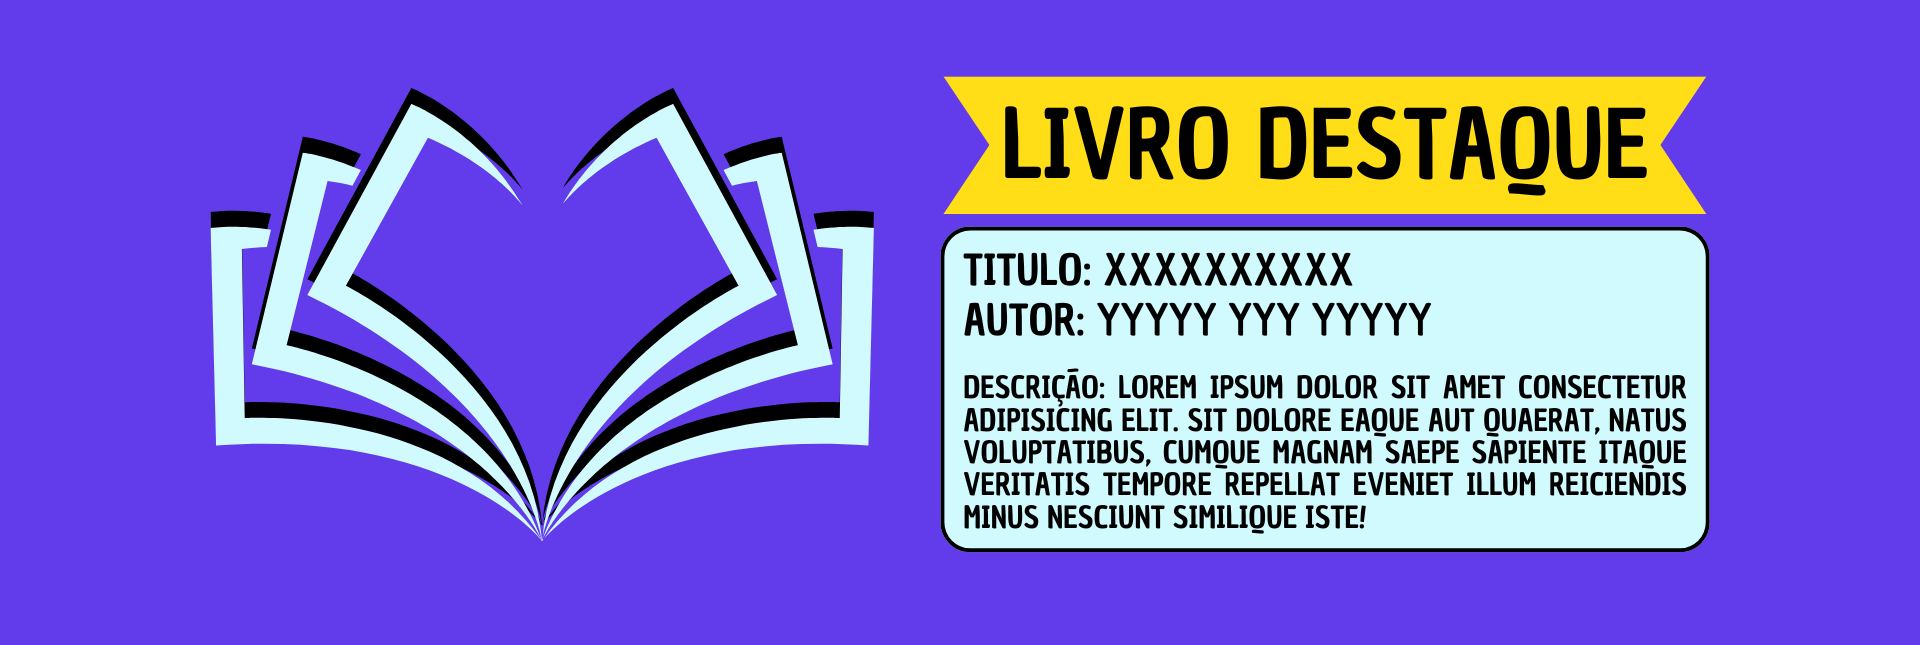 LIVRO DESTAQUE
TITULO: XXXXXXXXXX
AUTOR: YYYYY YYY YYYYY
DESCRIÇÃO: LOREM IPSUM DOLOR SIT AMET CONSECTETUR
ADIPISICING ELIT. SIT DOLORE EAQUE AUT QUAERAT, NATUS
VOLUPTATIBUS, CUMQUE MAGNAM SAEPE SAPIENTE ITAQUE
VERITATIS TEMPORE REPELLAT EVENIET ILLUM REICIENDIS
MINUS NESCIUNT SIMILIQUE ISTE!